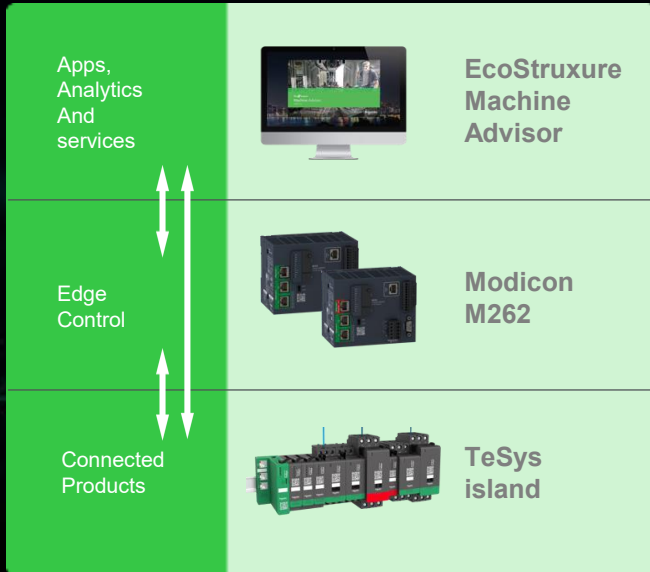 Apps,
Analytics
And
services
EcoStruxure
Machine
Advisor
Edge
Control
Modicon
M262
Connected
Products
TeSys
island